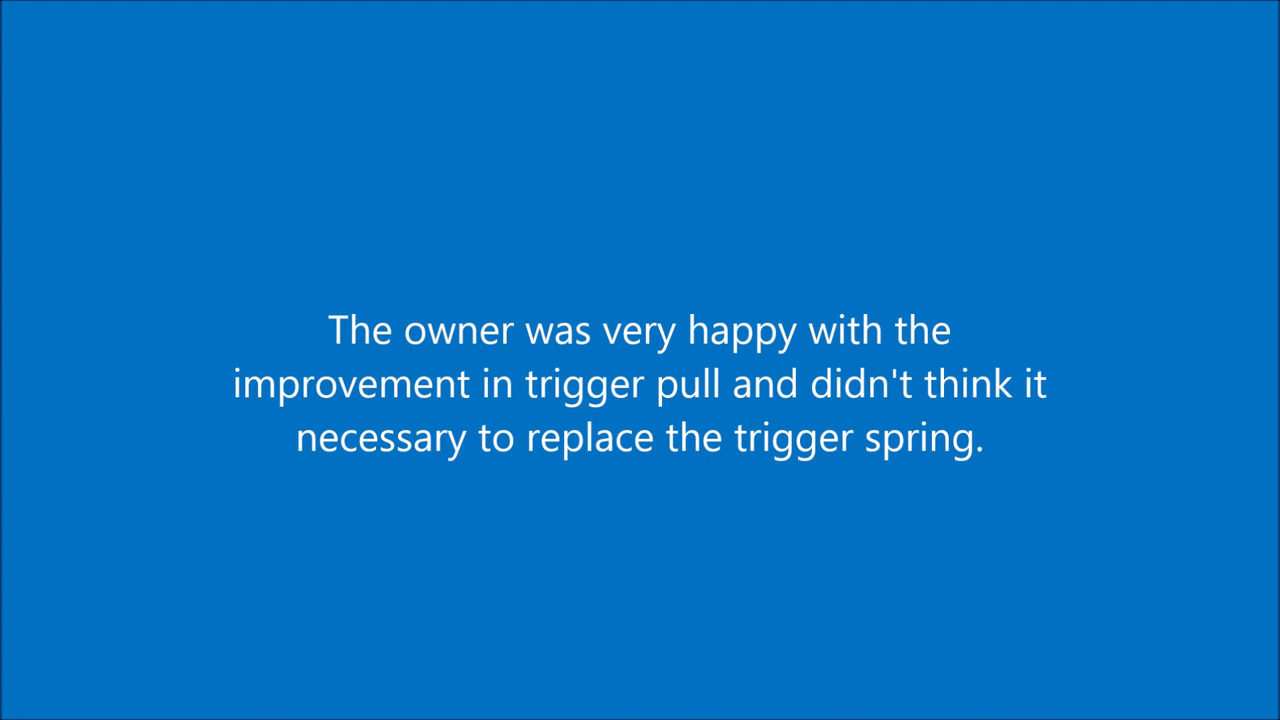 The owner was very happy with the
improvement in trigger pull and didn't think it
necessary to replace the trigger spring.